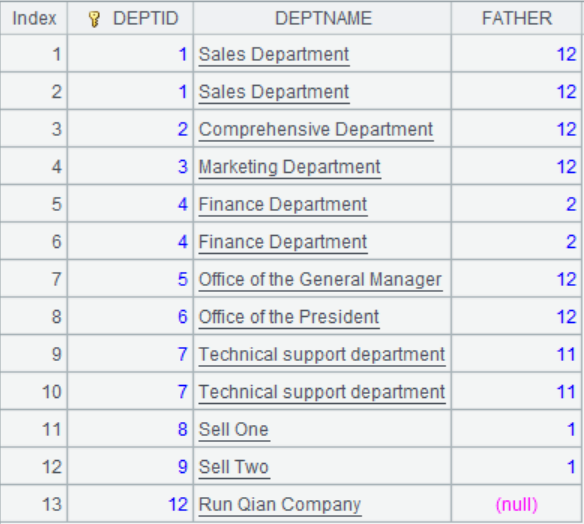 Index DEPTID DEPTNAME FATHER
1 1 Sales Department 12
2 1 Sales Department 12
3 2 Comprehensive Department 12
4 3 Marketing Department 12
5 4 Finance Department 2
6 4 Finance Department 2
7 5 Office of the General Manager 12
8 6 Office of the President 12
9 7 Technical support department 11
10 7 Technical support department 11
11 8 Sell One 1
12 9 Sell Two 1
13 12 Run Qian Company (null)